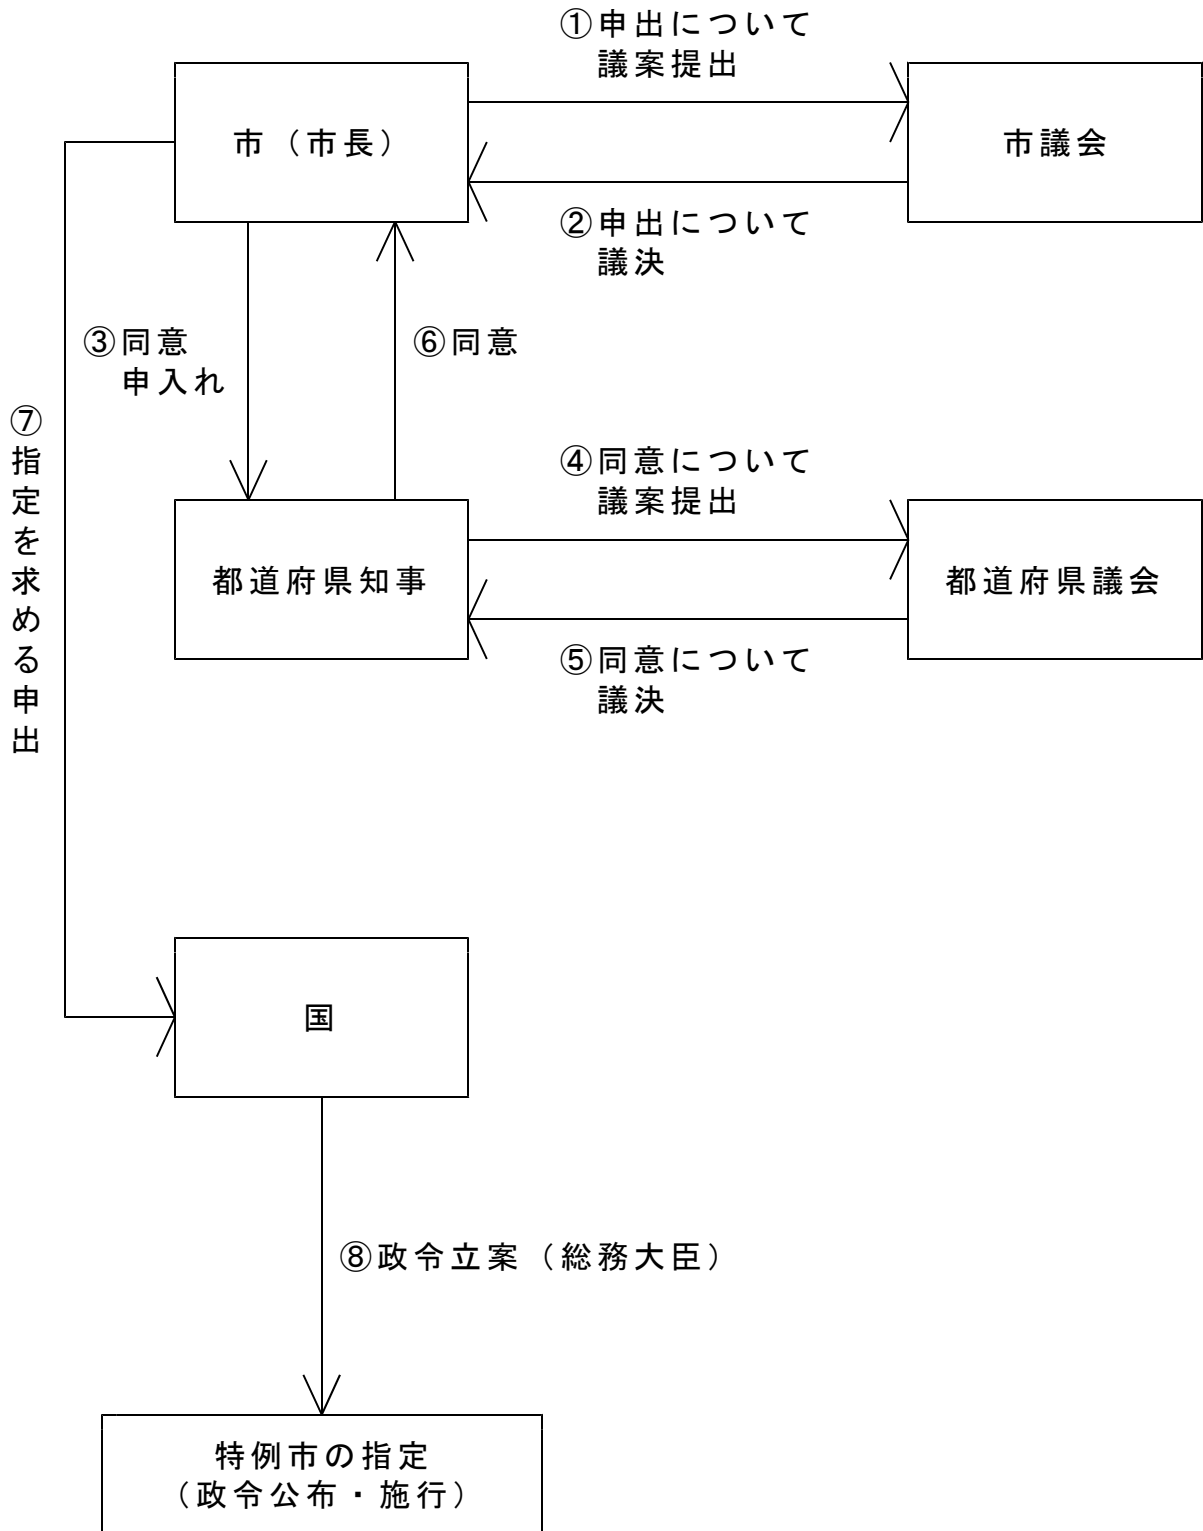 ①申出について
議案提出
市（市長）
市議会
②申出について
議決
③同意
申入れ
⑥同意
⑦指定を求める申出
④同意について
議案提出
都道府県知事
都道府県議会
⑤同意について
議決
国
⑧政令立案（総務大臣）
特例市の指定
（政令公布・施行）